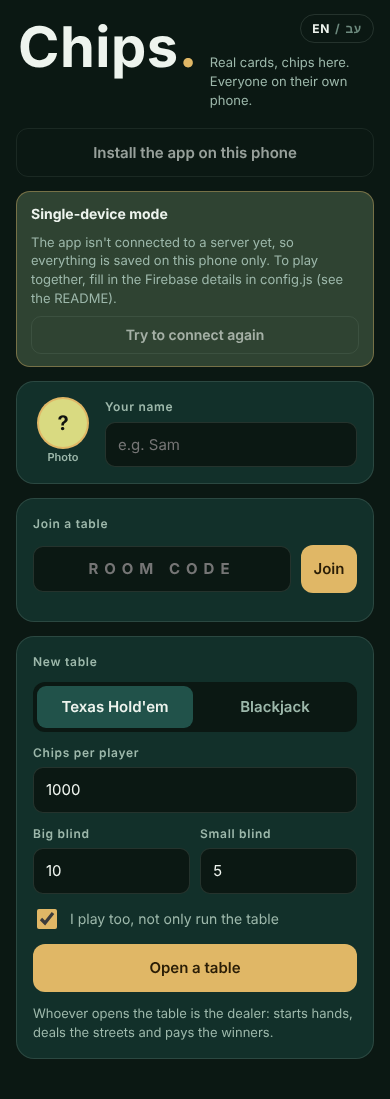 Chips.
EN / עב
Real cards, chips here.
Everyone on their own
phone.
Install the app on this phone
Single-device mode
The app isn't connected to a server yet, so
everything is saved on this phone only. To play
together, fill in the Firebase details in config.js (see
the README).
Try to connect again
?
Photo
Your name
e.g. Sam
Join a table
ROOM CODE
Join
New table
Texas Hold'em
Blackjack
Chips per player
1000
Big blind
Small blind
10
5
I play too, not only run the table
Open a table
Whoever opens the table is the dealer: starts hands,
deals the streets and pays the winners.